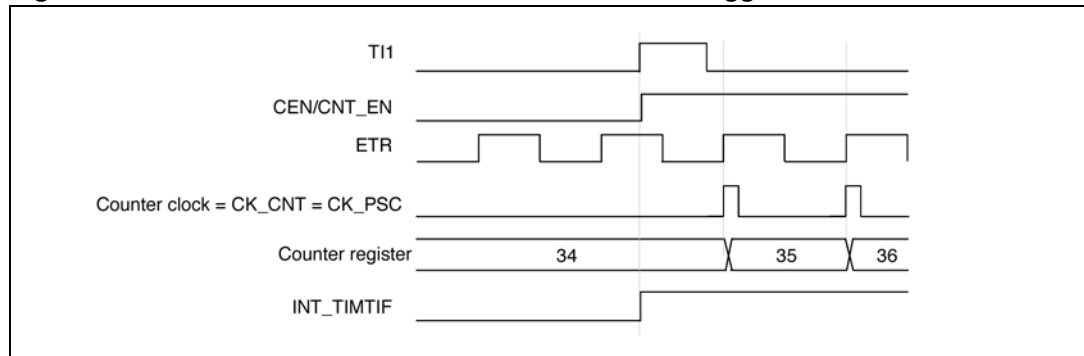 TI1
CEN/CNT_EN
ETR
Counter clock = CK_CNT = CK_PSC
Counter register 34 35 36
INT_TIMTIF